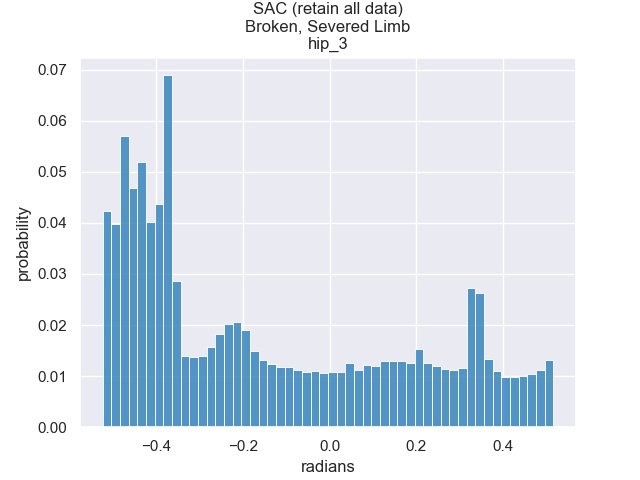 SAC (retain all data)
Broken, Severed Limb
hip_3
0.07
0.06
0.05
0.04
0.03
0.02
0.01
0.00
probability
−0.4 −0.2 0.0 0.2 0.4
radians